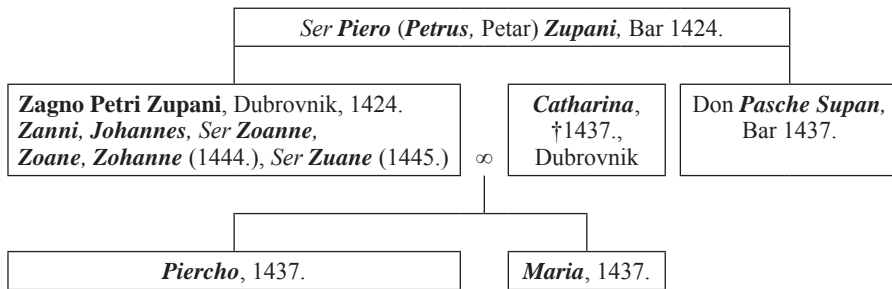 Ser Piero (Petrus, Petar) Zupani, Bar 1424.
Zagno Petri Zupani, Dubrovnik, 1424.
Zanni, Johannes, Ser Zoanne,
Zoane, Zohanne (1444.), Ser Zuane (1445.)
∞
Catharina,
†1437.,
Dubrovnik
Don Pasche Supan,
Bar 1437.
Piercho, 1437.
Maria, 1437.